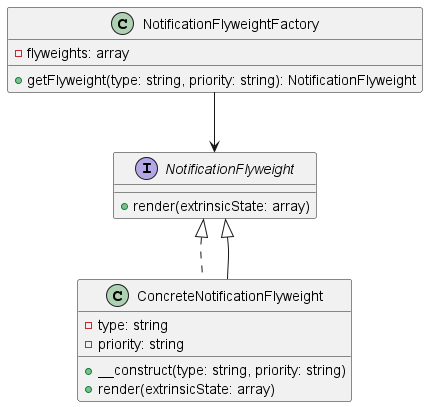 C NotificationFlyweightFactory
flyweights: array
getFlyweight(type: string, priority: string): NotificationFlyweight
I NotificationFlyweight
render(extrinsicState: array)
C ConcreteNotificationFlyweight
type: string
priority: string
__construct(type: string, priority: string)
render(extrinsicState: array)